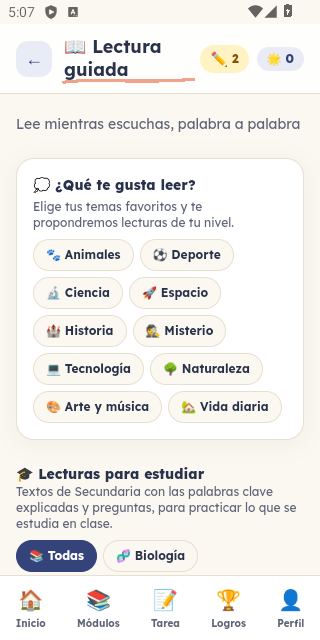 5:07
📖 Lectura
guiada
✏️ 2
🌟 0
Lee mientras escuchas, palabra a palabra
💭 ¿Qué te gusta leer?
Elige tus temas favoritos y te
propondremos lecturas de tu nivel.
🐾 Animales
⚽ Deporte
🔬 Ciencia
🚀 Espacio
🏰 Historia
🕵️ Misterio
💻 Tecnología
🌳 Naturaleza
🎨 Arte y música
🏡 Vida diaria
🎓 Lecturas para estudiar
Textos de Secundaria con las palabras clave
explicadas y preguntas, para practicar lo que se
estudia en clase.
📚 Todas
🧬 Biología
Inicio
Módulos
Tarea
Logros
Perfil